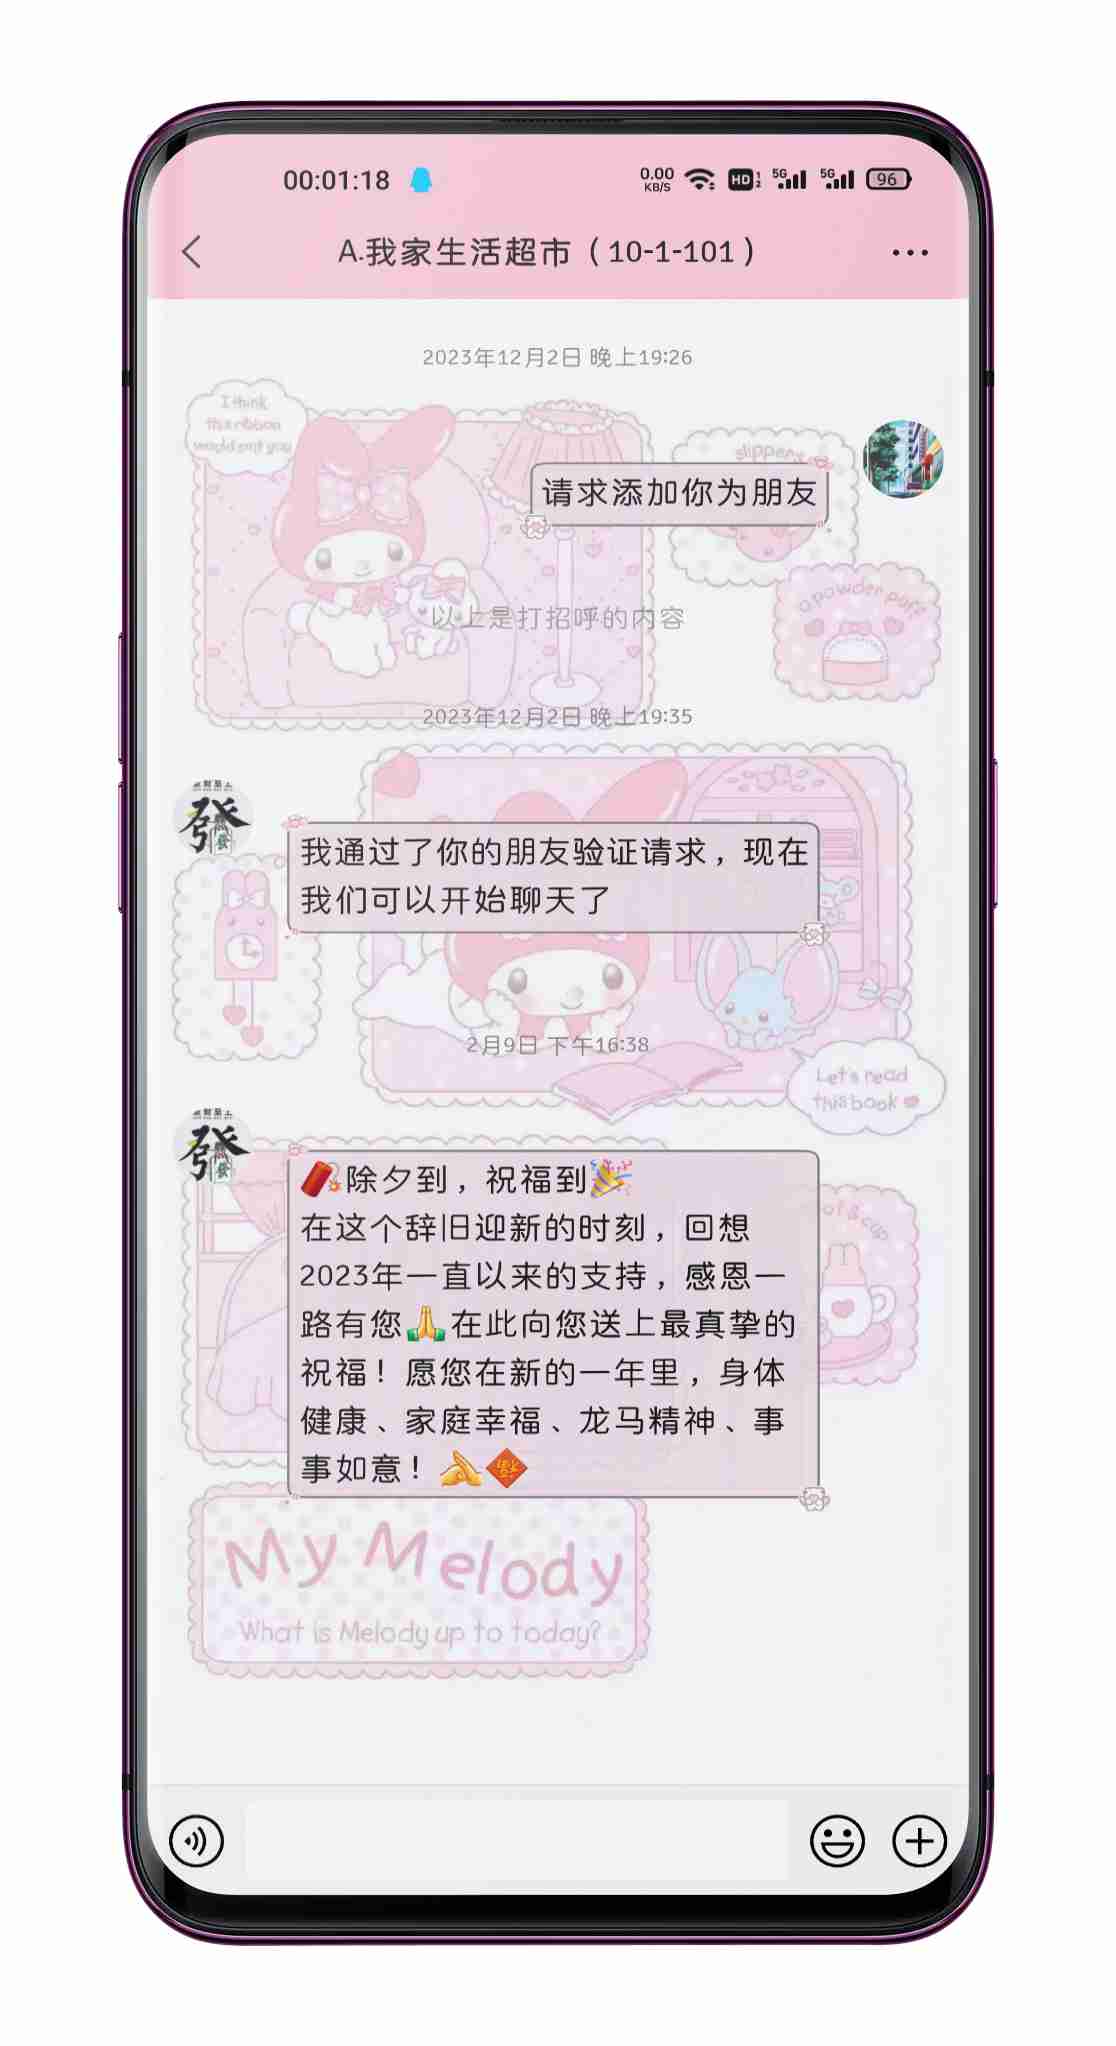 00:01:18
0.00 KB/S HD 1 2 5G 5G 96
A.我家生活超市（10-1-101）
2023年12月2日 晚上19:26
I think
this ribbon
would suit you
slippers
请求添加你为朋友
a powder puff
以上是打招呼的内容
2023年12月2日 晚上19:35
發
我通过了你的朋友验证请求，现在
我们可以开始聊天了
2月9日 下午16:38
Let's read
this book
發
🧨除夕到，祝福到🎉
在这个辞旧迎新的时刻，回想
2023年一直以来的支持，感恩一
路有您🙏在此向您送上最真挚的
祝福！愿您在新的一年里，身体
健康、家庭幸福、龙马精神、事
事如意！
& cup
My Melody
What is Melody up to today?